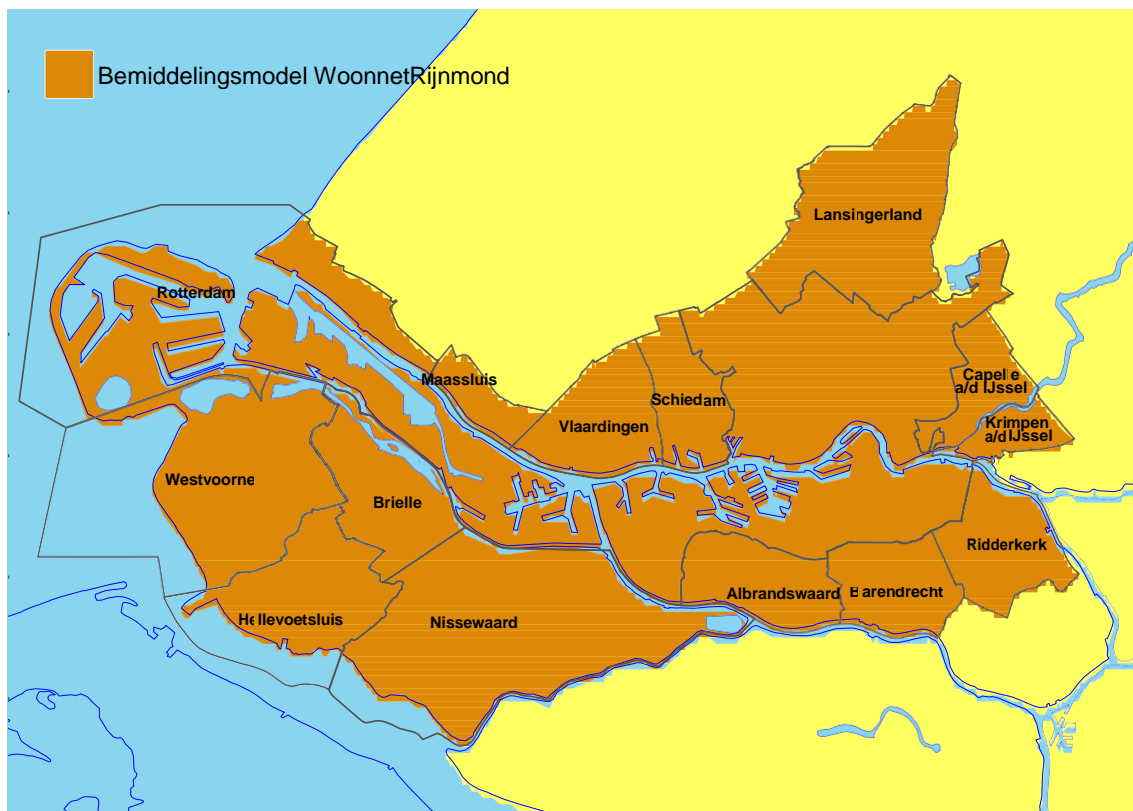 Bemiddelingsmodel WoonnetRijnmond
Lansingerland
Rotterdam
Maassluis
Capelle
a/d IJssel
Schiedam
Vlaardingen
Krimpen
a/d IJssel
Westvoorne
Brielle
Ridderkerk
Albrandswaard
Barendrecht
Hellevoetsluis
Nissewaard